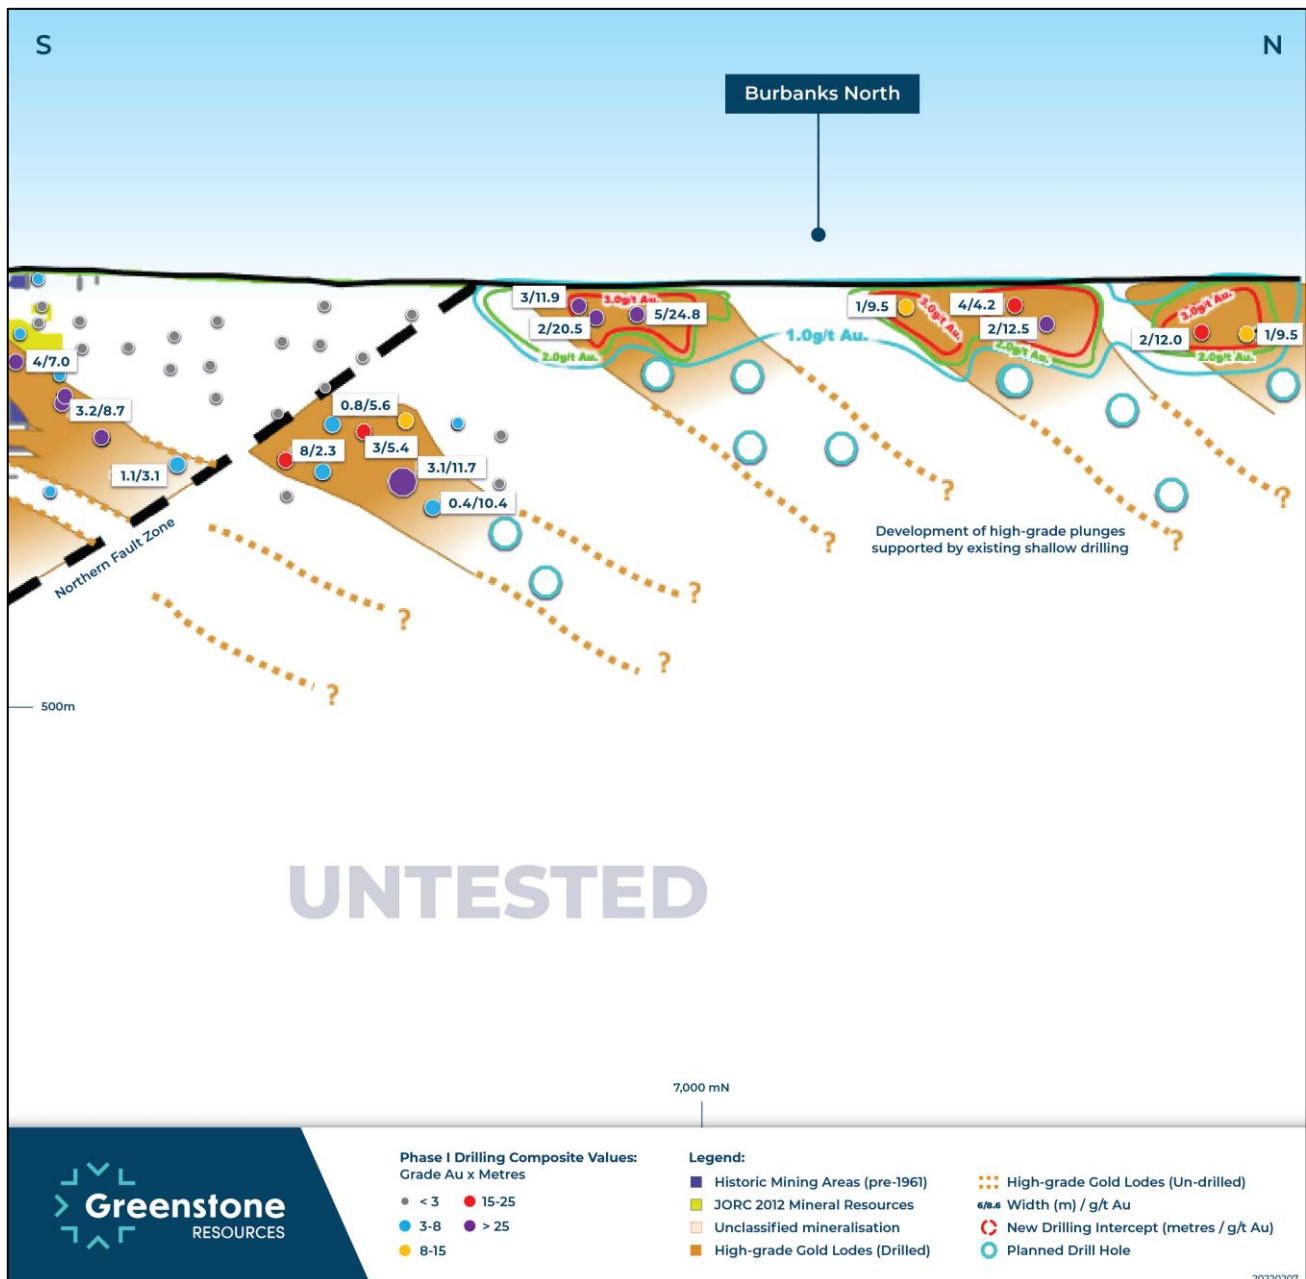 S
N
Burbanks North
3/11.9
3.0g/t Au.
2/20.5
5/24.8
2.0g/t Au.
1.0g/t Au.
1/9.5
3.0g/t Au.
4/4.2
2/12.5
2.0g/t Au.
3.0g/t Au.
2/12.0
1/9.5
2.0g/t Au.
4/7.0
3.2/8.7
1.1/3.1
0.8/5.6
8/2.3
3/5.4
3.1/11.7
0.4/10.4
Northern Fault Zone
Development of high-grade plunges
supported by existing shallow drilling
?
?
?
?
?
?
?
?
500m
UNTESTED
7,000 mN
Greenstone
RESOURCES
Phase I Drilling Composite Values:
Grade Au x Metres
< 3
15-25
3-8
> 25
8-15
Legend:
Historic Mining Areas (pre-1961)
JORC 2012 Mineral Resources
Unclassified mineralisation
High-grade Gold Lodes (Drilled)
High-grade Gold Lodes (Un-drilled)
6/8.6 Width (m) / g/t Au
New Drilling Intercept (metres / g/t Au)
Planned Drill Hole